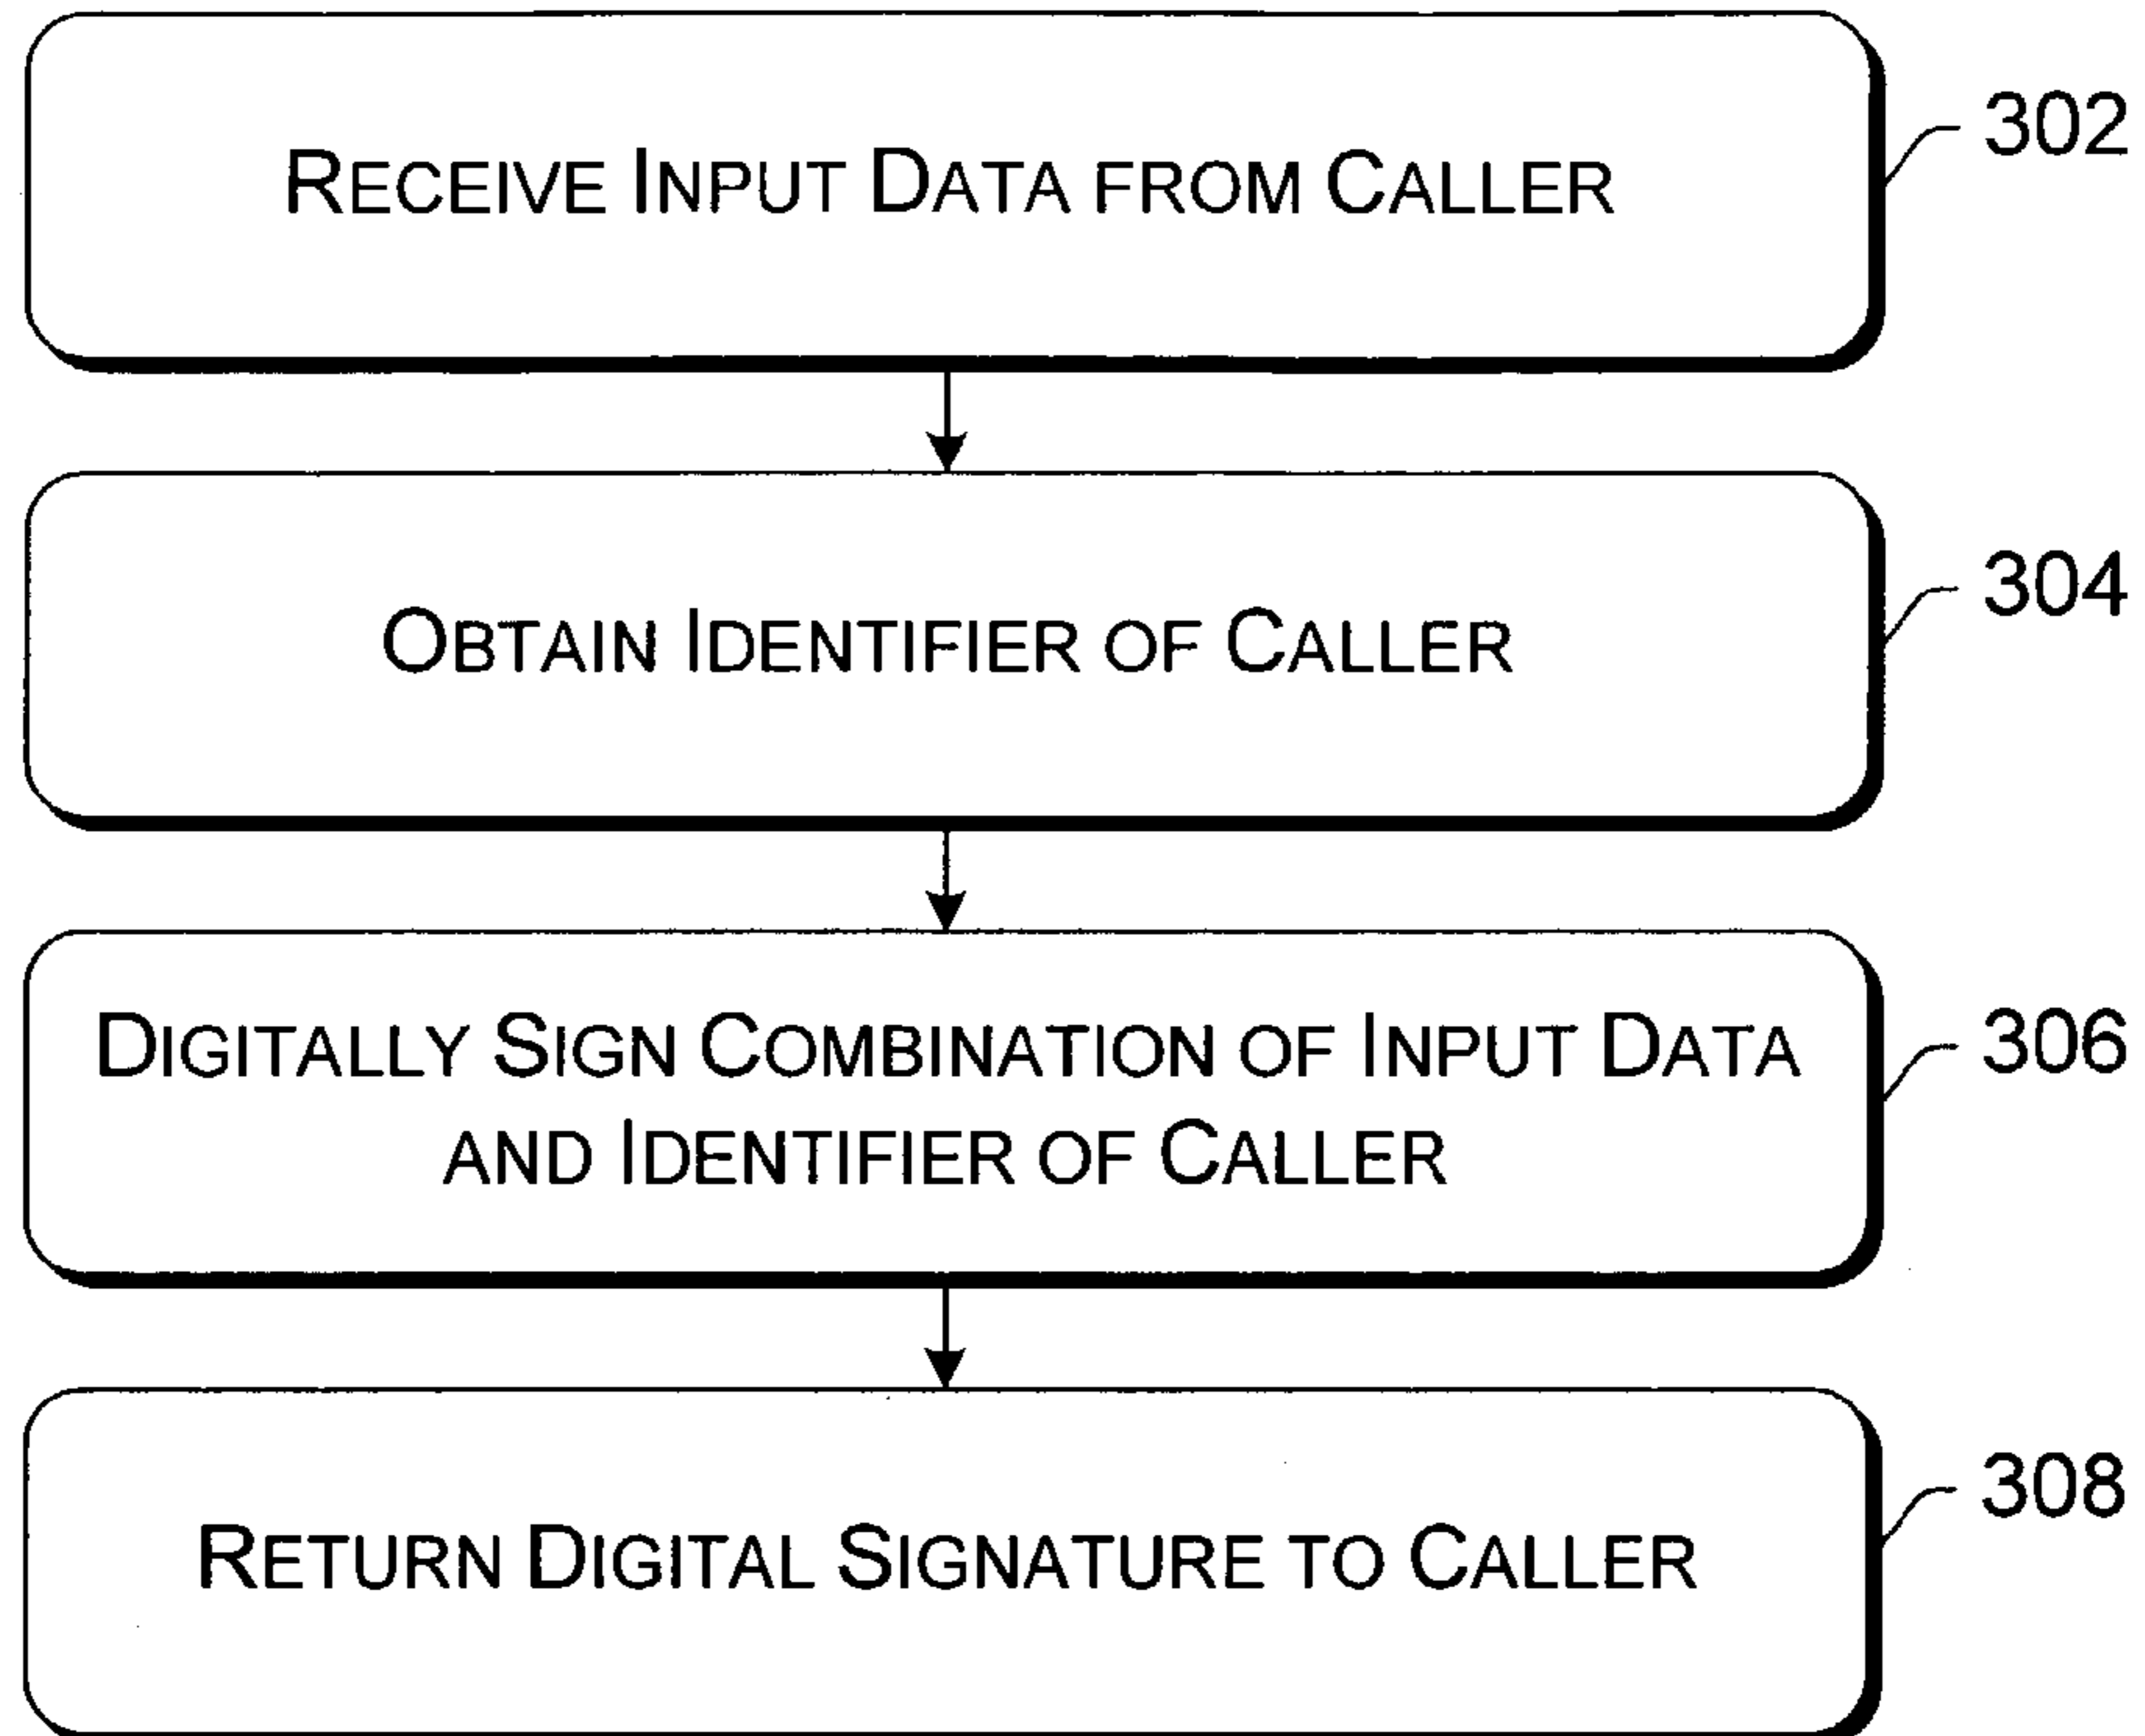 RECEIVE INPUT DATA FROM CALLER
302
OBTAIN IDENTIFIER OF CALLER
304
DIGITALLY SIGN COMBINATION OF INPUT DATA
AND IDENTIFIER OF CALLER
306
RETURN DIGITAL SIGNATURE TO CALLER
308